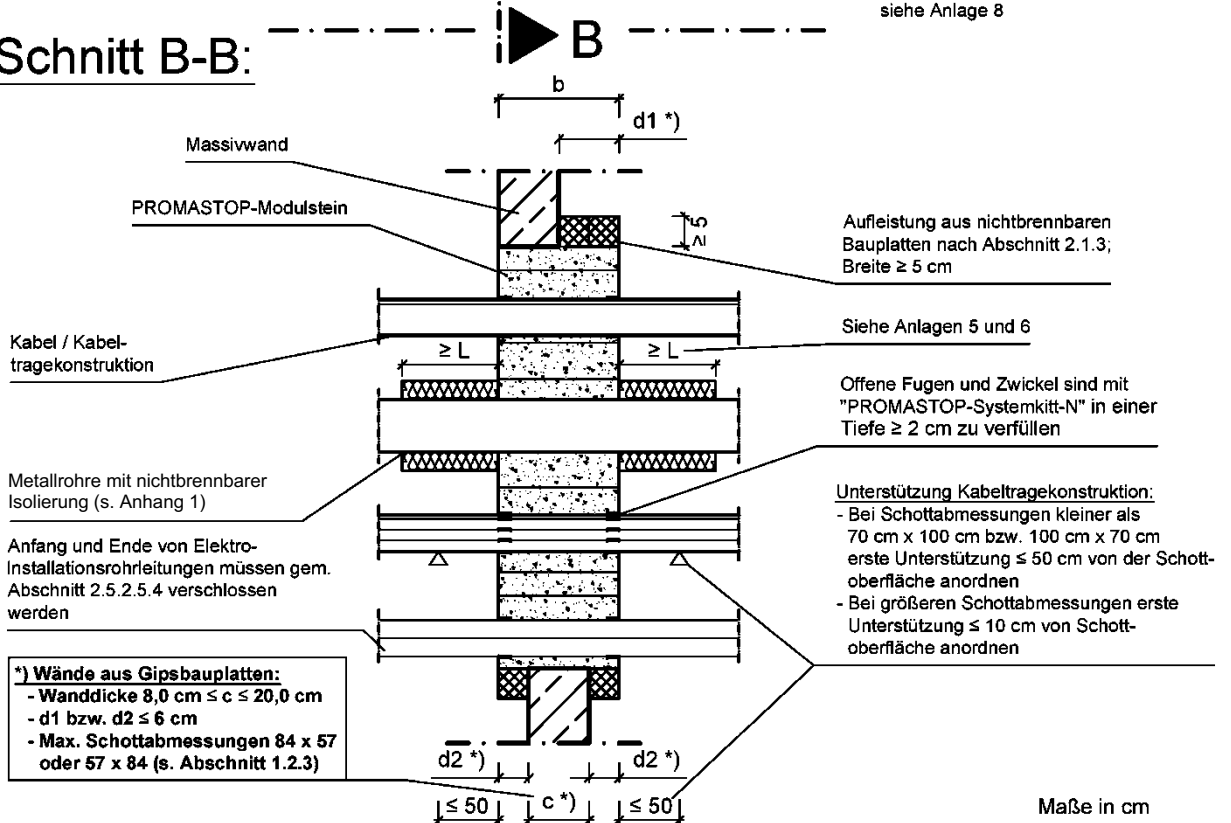 siehe Anlage 8
B
Schnitt B-B:
b
d1 *)
Massivwand
PROMASTOP-Modulstein
≥ 5
Aufleistung aus nichtbrennbaren
Bauplatten nach Abschnitt 2.1.3;
Breite ≥ 5 cm
Kabel / Kabel-
tragekonstruktion
≥ L
≥ L
Siehe Anlagen 5 und 6
Offene Fugen und Zwickel sind mit
"PROMASTOP-Systemkitt-N" in einer
Tiefe ≥ 2 cm zu verfüllen
Metallrohre mit nichtbrennbarer
Isolierung (s. Anhang 1)
Anfang und Ende von Elektro-
Installationsrohrleitungen müssen gem.
Abschnitt 2.5.2.5.4 verschlossen
werden
Unterstützung Kabeltragekonstruktion:
- Bei Schottabmessungen kleiner als
70 cm x 100 cm bzw. 100 cm x 70 cm
erste Unterstützung ≤ 50 cm von der Schott-
oberfläche anordnen
- Bei größeren Schottabmessungen erste
Unterstützung ≤ 10 cm von Schott-
oberfläche anordnen
*) Wände aus Gipsbauplatten:
- Wanddicke 8,0 cm ≤ c ≤ 20,0 cm
- d1 bzw. d2 ≤ 6 cm
- Max. Schottabmessungen 84 x 57
oder 57 x 84 (s. Abschnitt 1.2.3)
d2 *)
d2 *)
≤ 50
c *)
≤ 50
Maße in cm